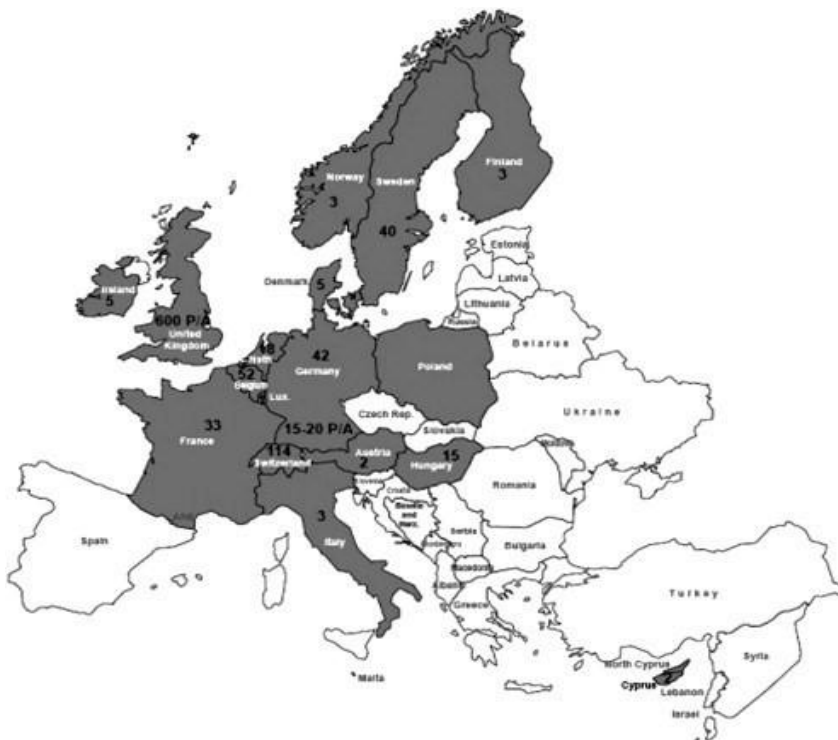 Norway
3
Sweden
40
Finland
3
Estonia
Latvia
Lithuania
Russia
Belarus
Denmark
5
Ireland
5
600 P/A
United
Kingdom
18
Neth
52
Belgium
Lux.
42
Germany
Poland
Czech Rep.
Slovakia
Ukraine
33
France
15-20 P/A
114
Switzerland
Austria
2
15
Hungary
Slovenia
Croatia
Romania
Moldova
Bosnia
and
Herz.
Serbia
Bulgaria
Macedonia
Albania
Greece
3
Italy
Spain
Malta
Turkey
North Cyprus
Cyprus
2
Syria
Lebanon
Israel